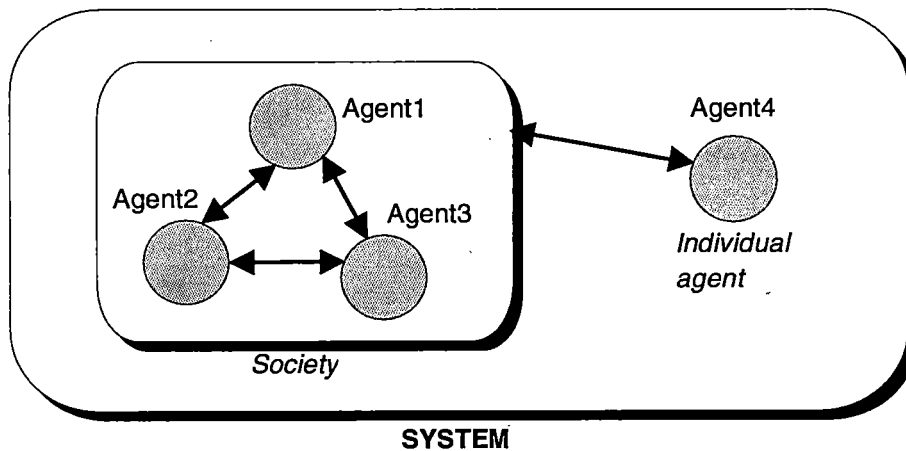 Agent1
Agent4
Agent2
Agent3
Individual
agent
Society
SYSTEM